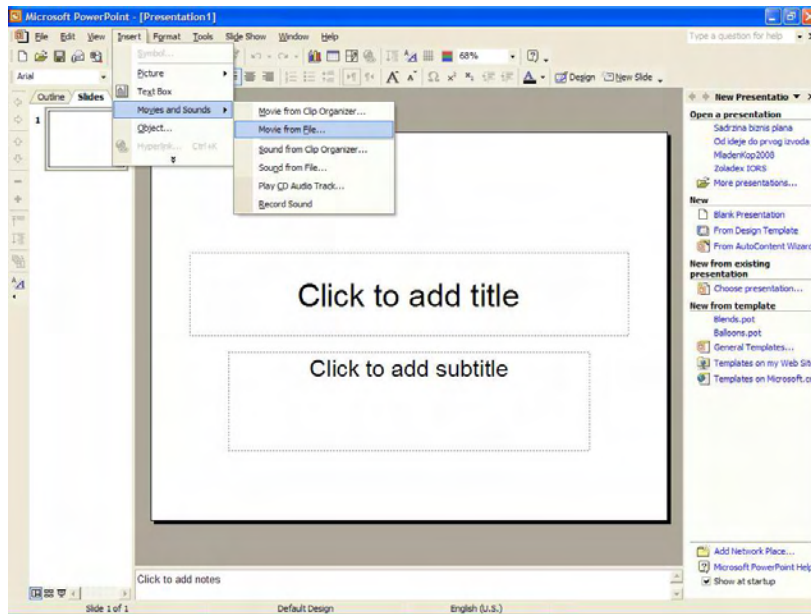 Microsoft PowerPoint - [Presentation1]
File Edit View Insert Format Tools Slide Show Window Help
Type a question for help
68%
Arial
Design New Slide
Outline Slides
1
Symbol...
Picture
Text Box
Movies and Sounds
Object...
Hyperlink... Ctrl+K
Movie from Clip Organizer...
Movie from File...
Sound from Clip Organizer...
Sound from File...
Play CD Audio Track...
Record Sound
Click to add title
Click to add subtitle
Click to add notes
New Presentatio
Open a presentation
Sadrzina biznis plana
Od ideje do prvog izvoda
MladenKop2008
Zoladex IORS
More presentations...
New
Blank Presentation
From Design Template
From AutoContent Wizard
New from existing
presentation
Choose presentation...
New from template
Blends.pot
Balloons.pot
General Templates...
Templates on my Web Sit
Templates on Microsoft.c
Add Network Place...
Microsoft PowerPoint Help
Show at startup
Slide 1 of 1
Default Design
English (U.S.)